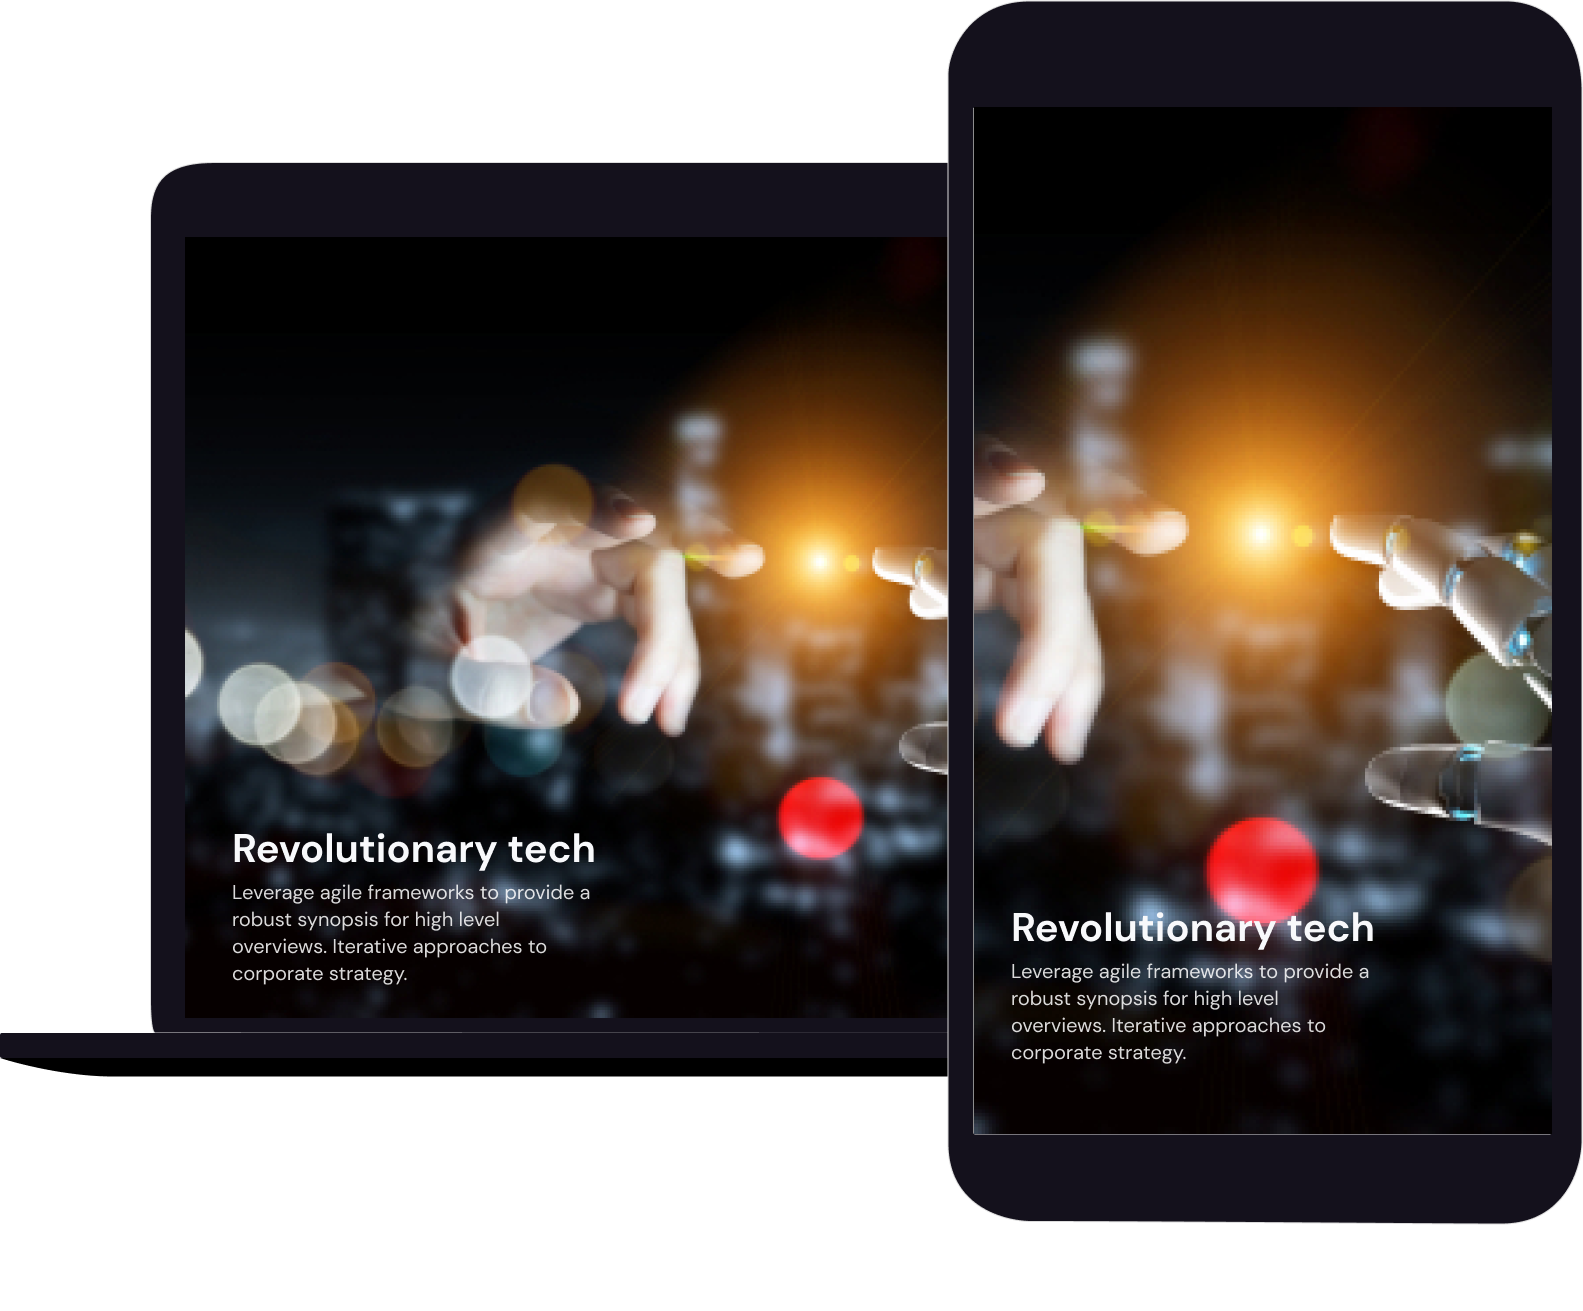 Revolutionary tech
Leverage agile frameworks to provide a
robust synopsis for high level
overviews. Iterative approaches to
corporate strategy.
Revolutionary tech
Leverage agile frameworks to provide a
robust synopsis for high level
overviews. Iterative approaches to
corporate strategy.